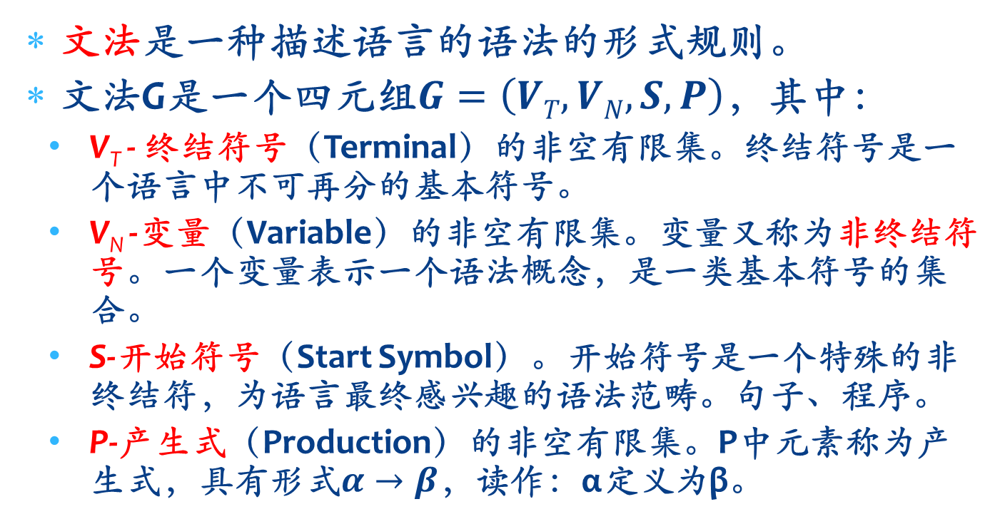 * 文法是一种描述语言的语法的形式规则。
* 文法G是一个四元组G = (V_T, V_N, S, P)，其中：
• V_T - 终结符号（Terminal）的非空有限集。终结符号是一
个语言中不可再分的基本符号。
• V_N -变量（Variable）的非空有限集。变量又称为非终结符
号。一个变量表示一个语法概念，是一类基本符号的集
合。
• S-开始符号（Start Symbol）。开始符号是一个特殊的非
终结符，为语言最终感兴趣的语法范畴。句子、程序。
• P-产生式（Production）的非空有限集。P中元素称为产
生式，具有形式α → β，读作：α定义为β。